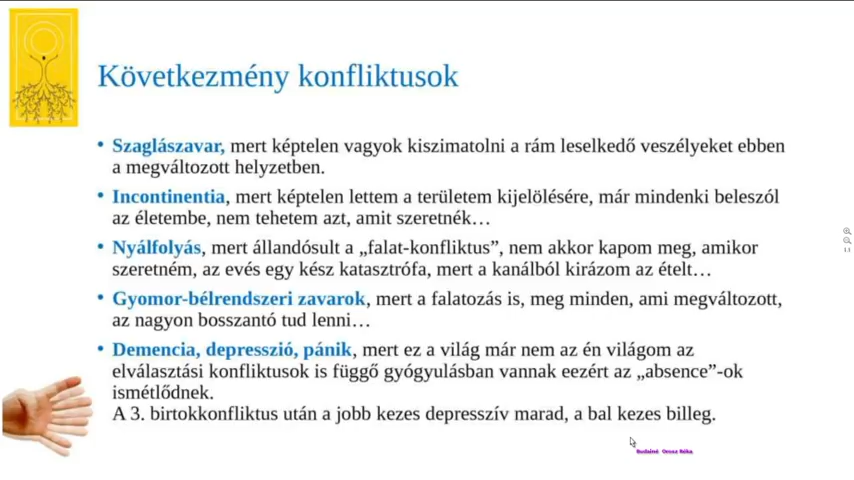 Következmény konfliktusok
• Szaglászavar, mert képtelen vagyok kiszimatolni a rám leselkedő veszélyeket ebben
a megváltozott helyzetben.
• Incontinentia, mert képtelen lettem a területem kijelölésére, már mindenki beleszól
az életembe, nem tehetem azt, amit szeretnék…
• Nyálfolyás, mert állandósult a „falat-konfliktus”, nem akkor kapom meg, amikor
szeretném, az evés egy kész katasztrófa, mert a kanálból kirázom az ételt…
• Gyomor-bélrendszeri zavarok, mert a falatozás is, meg minden, ami megváltozott,
az nagyon bosszantó tud lenni…
• Demencia, depresszió, pánik, mert ez a világ már nem az én világom az
elválasztási konfliktusok is függő gyógyulásban vannak eezért az „absence”-ok
ismétlődnek.
A 3. birtokkonfliktus után a jobb kezes depresszív marad, a bal kezes billeg.